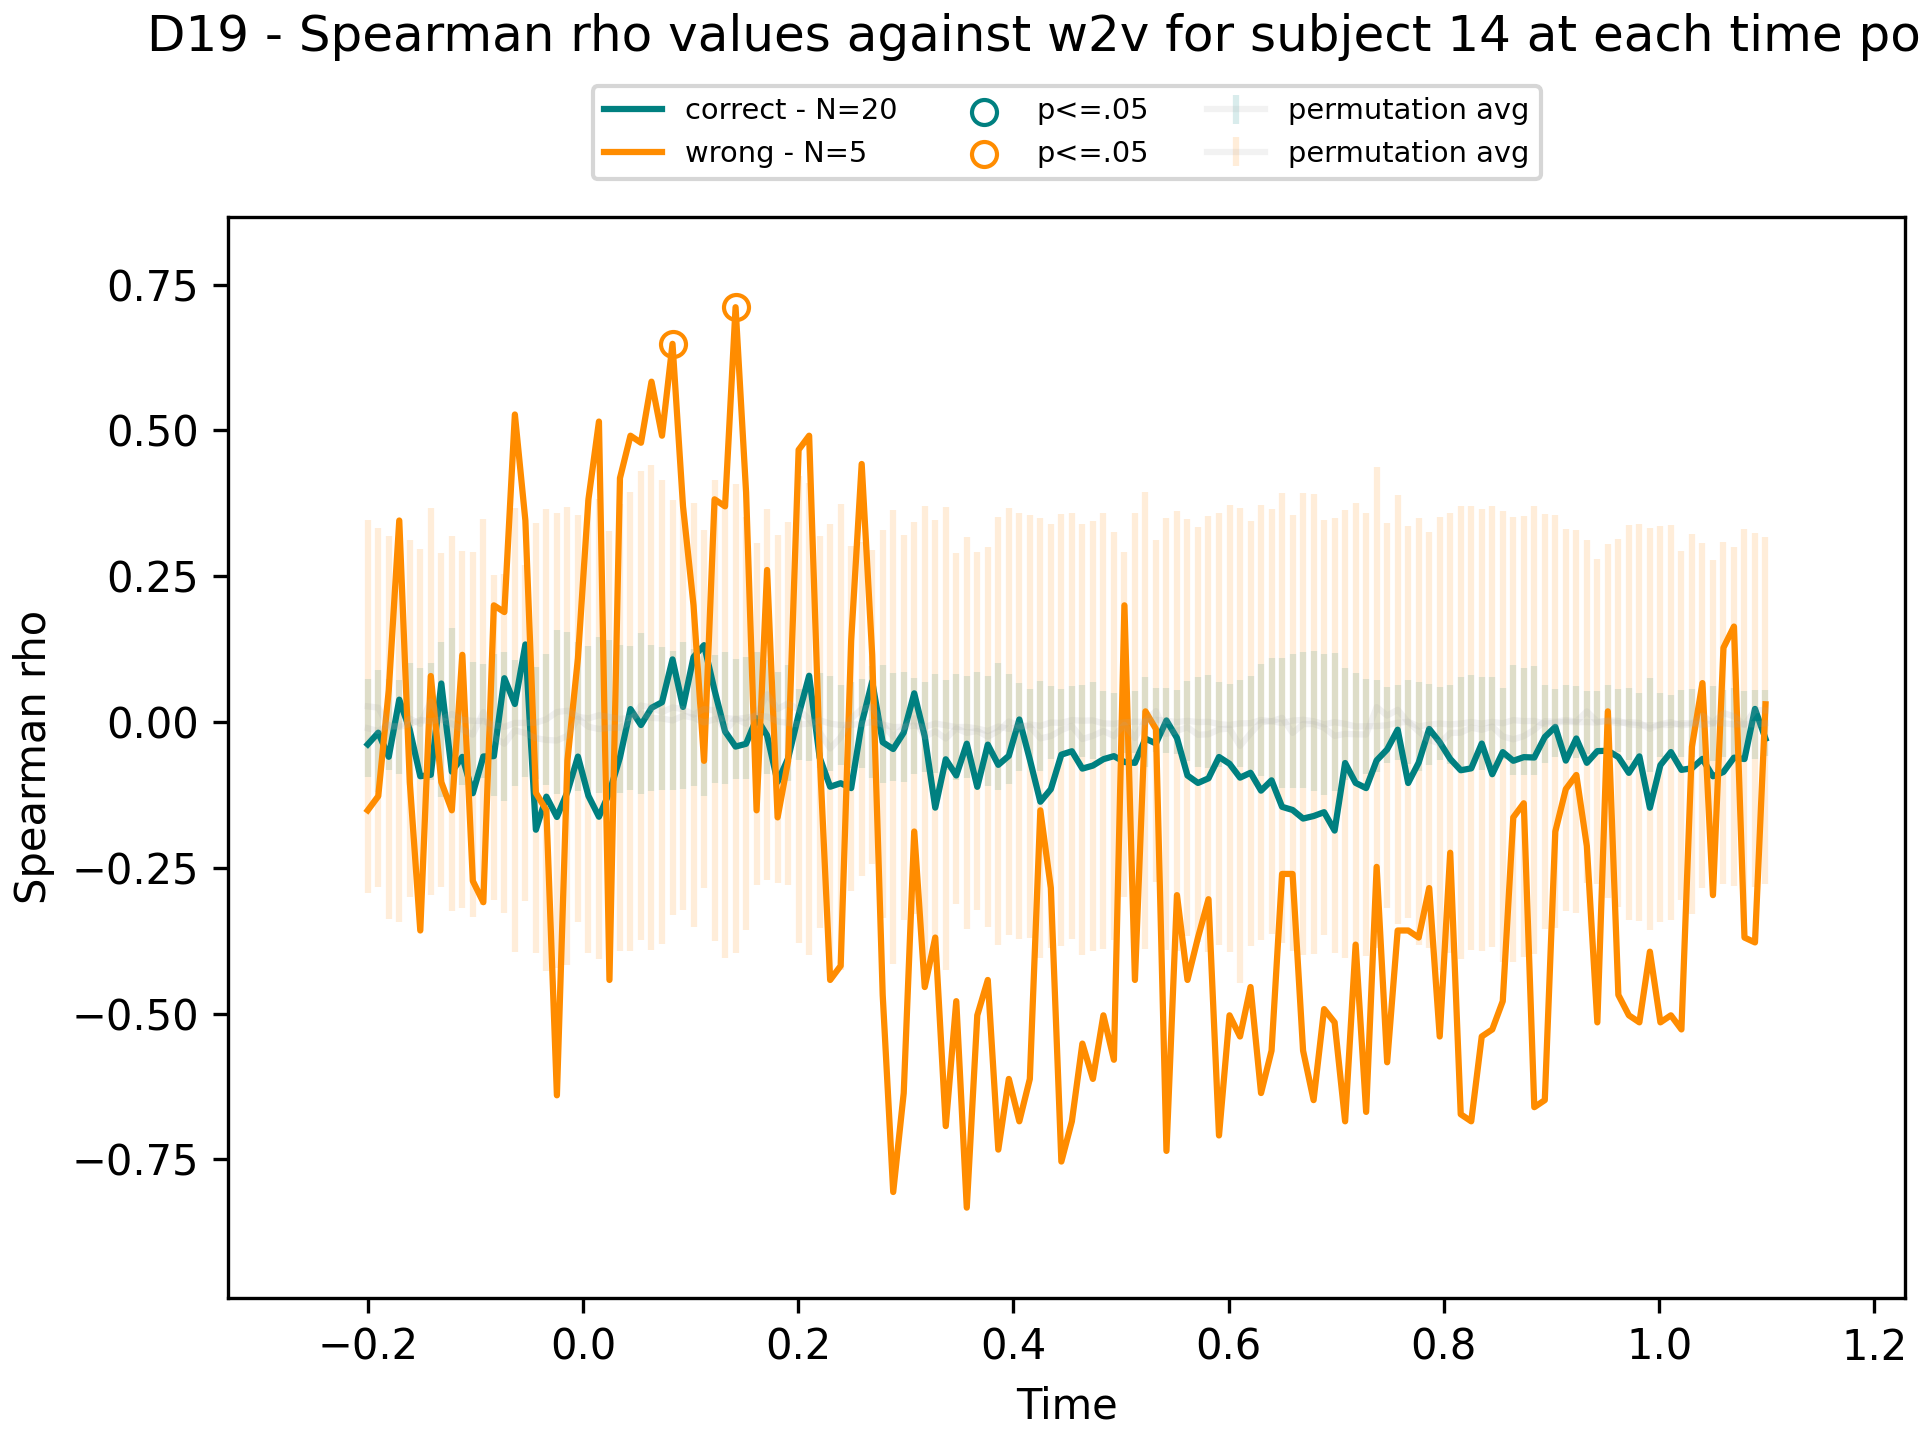 D19 - Spearman rho values against w2v for subject 14 at each time po
correct - N=20
p<=.05
permutation avg
wrong - N=5
p<=.05
permutation avg
0.75
0.50
0.25
0.00
−0.25
−0.50
−0.75
Spearman rho
−0.2
0.0
0.2
0.4
0.6
0.8
1.0
1.2
Time